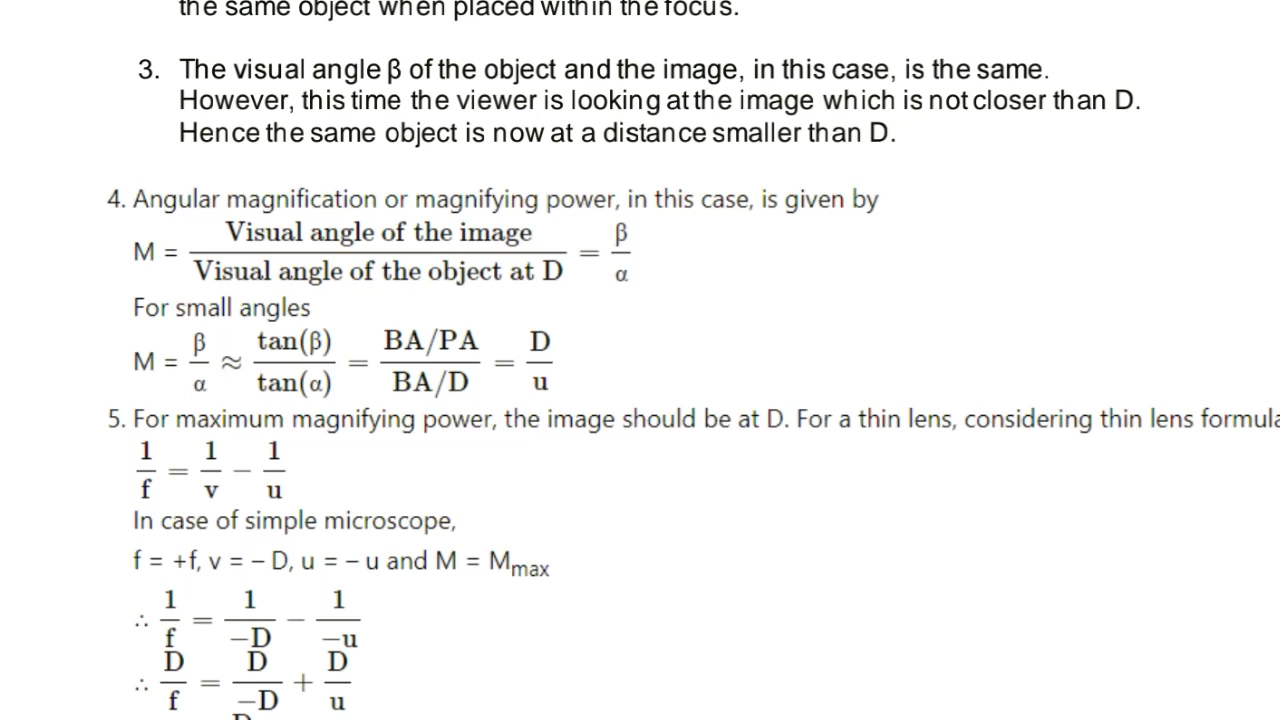 the same object when placed within the focus.
3. The visual angle β of the object and the image, in this case, is the same.
However, this time the viewer is looking at the image which is not closer than D.
Hence the same object is now at a distance smaller than D.
4. Angular magnification or magnifying power, in this case, is given by
M = Visual angle of the image / Visual angle of the object at D = β/α
For small angles
M = β/α ≈ tan(β)/tan(α) = BA/PA / BA/D = D/u
5. For maximum magnifying power, the image should be at D. For a thin lens, considering thin lens formula
1/f = 1/v − 1/u
In case of simple microscope,
f = +f, v = − D, u = − u and M = Mmax
∴ 1/f = 1/−D − 1/−u
∴ D/f = D/−D + D/u